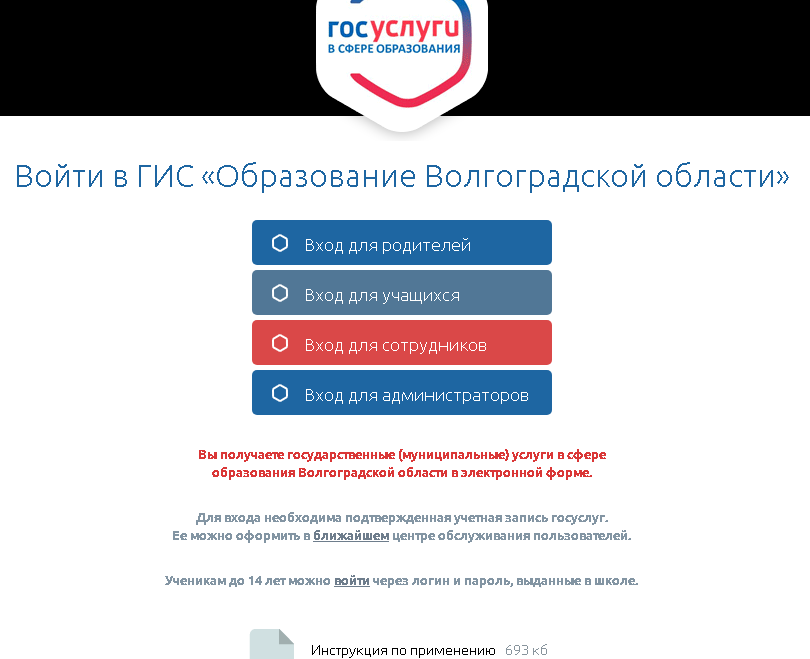 госуслуги
В СФЕРЕ ОБРАЗОВАНИЯ
Войти в ГИС «Образование Волгоградской области»
Вход для родителей
Вход для учащихся
Вход для сотрудников
Вход для администраторов
Вы получаете государственные (муниципальные) услуги в сфере
образования Волгоградской области в электронной форме.
Для входа необходима подтвержденная учетная запись госуслуг.
Ее можно оформить в ближайшем центре обслуживания пользователей.
Ученикам до 14 лет можно войти через логин и пароль, выданные в школе.
Инструкция по применению 693 кб